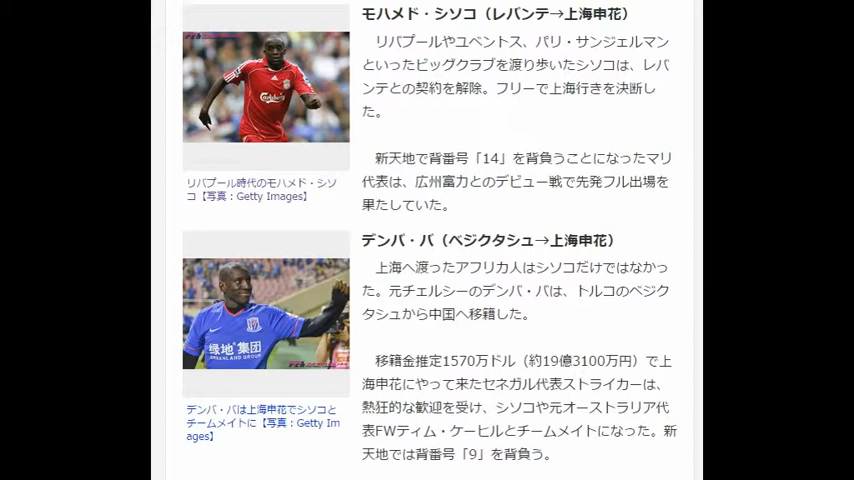 モハメド・シソコ（レバンテ→上海申花）
リバプールやユベントス、パリ・サンジェルマン
といったビッグクラブを渡り歩いたシソコは、レバ
ンテとの契約を解除。フリーで上海行きを決断し
た。
新天地で背番号「14」を背負うことになったマリ
代表は、広州富力とのデビュー戦で先発フル出場を
果たしていた。
Carlsberg
リバプール時代のモハメド・シソ
コ【写真：Getty Images】
デンバ・バ（ベジクタシュ→上海申花）
上海へ渡ったアフリカ人はシソコだけではなかっ
た。元チェルシーのデンバ・バは、トルコのベジク
タシュから中国へ移籍した。
移籍金推定1570万ドル（約19億3100万円）で上
海申花にやって来たセネガル代表ストライカーは、
熱狂的な歓迎を受け、シソコや元オーストラリア代
表FWティム・ケーヒルとチームメイトになった。新
天地では背番号「9」を背負う。
绿地集团
GREENLAND GROUP
デンバ・バは上海申花でシソコと
チームメイトに【写真：Getty Im
ages】